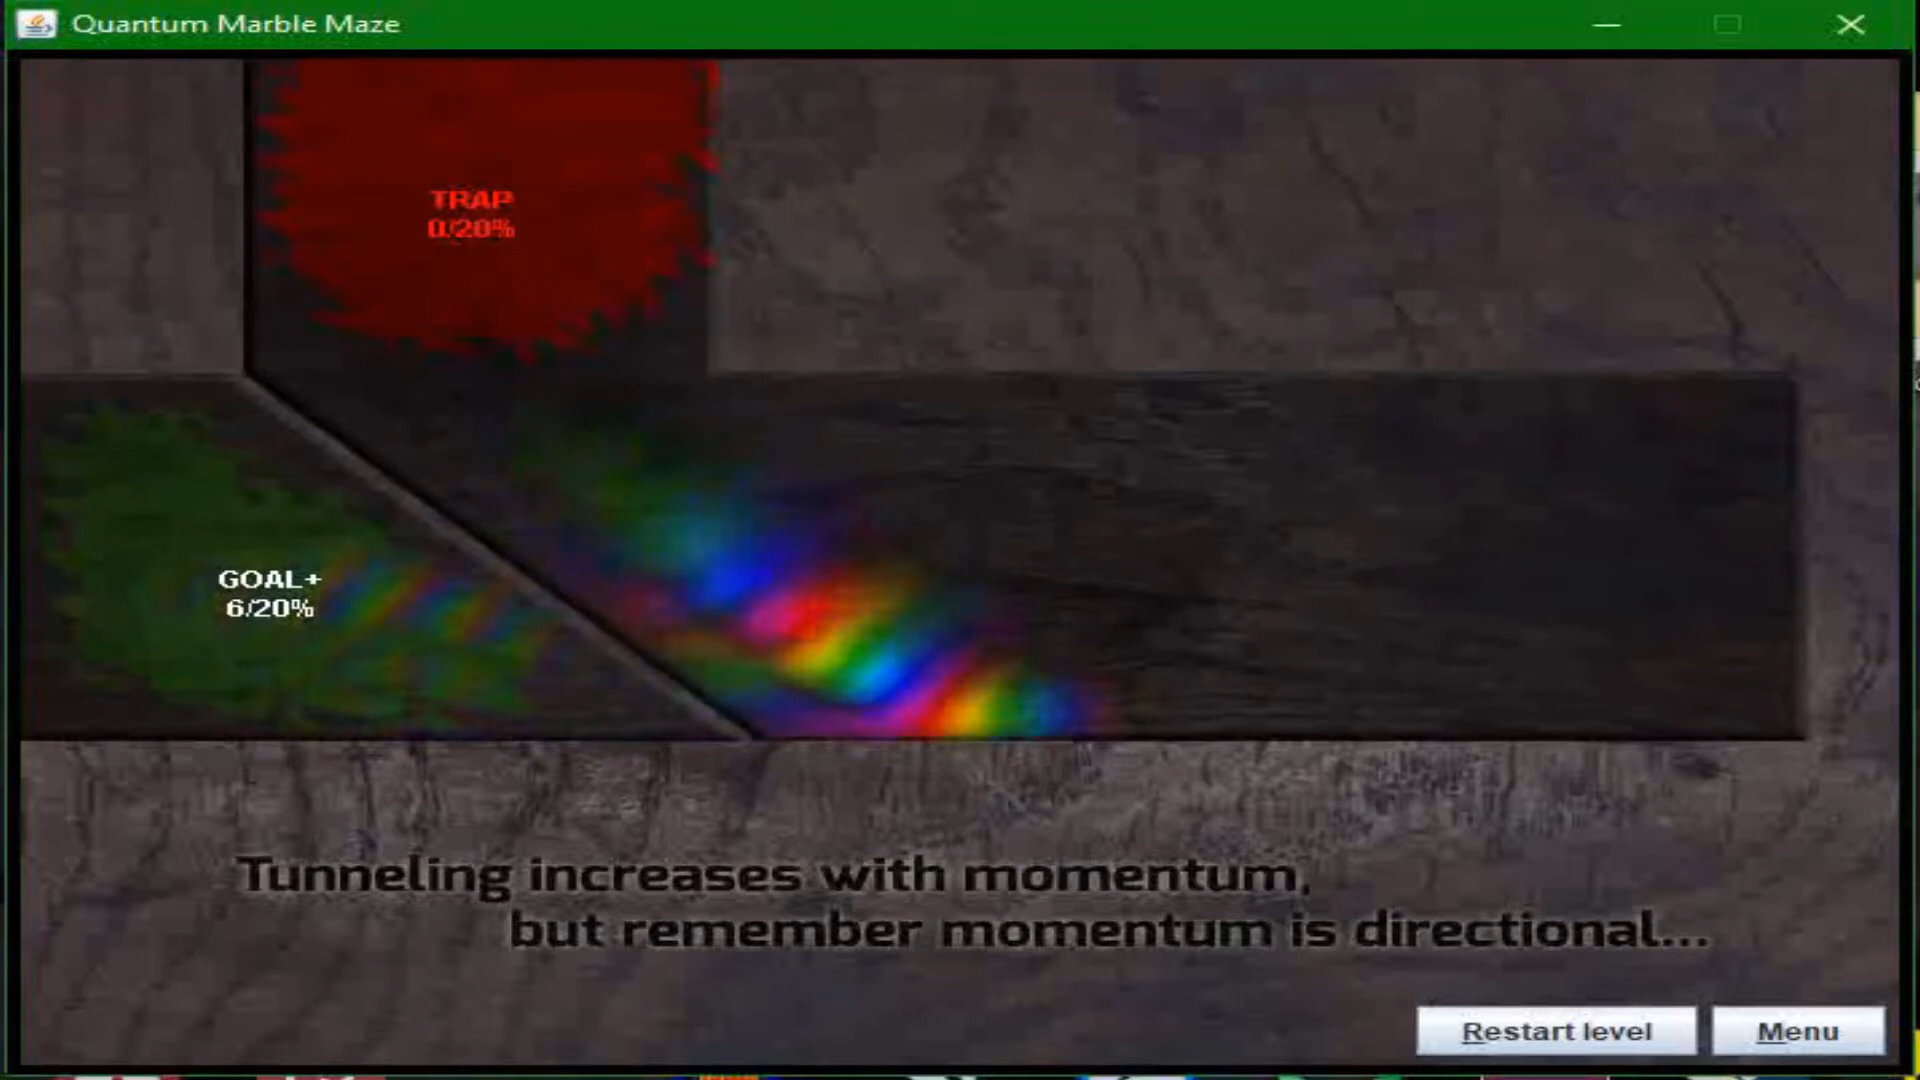 Quantum Marble Maze
TRAP
0/20%
GOAL+
6/20%
Tunneling increases with momentum,
but remember momentum is directional...
Restart level
Menu